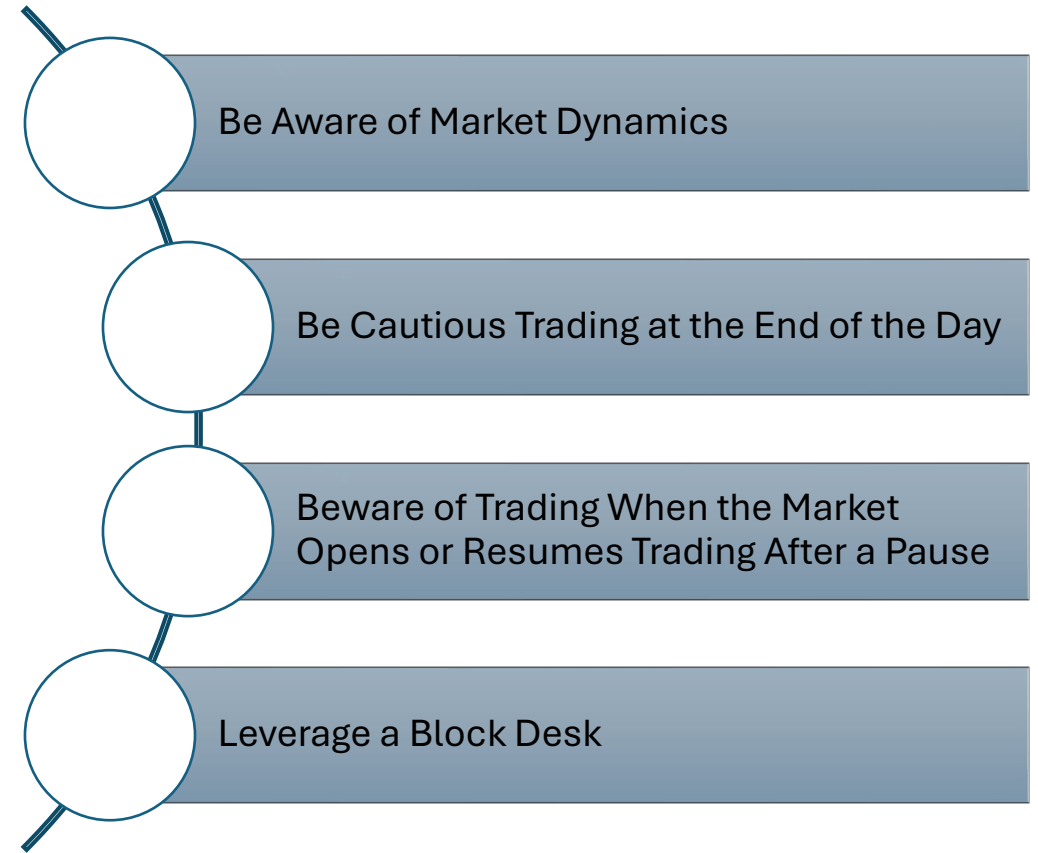 Be Aware of Market Dynamics
Be Cautious Trading at the End of the Day
Beware of Trading When the Market
Opens or Resumes Trading After a Pause
Leverage a Block Desk